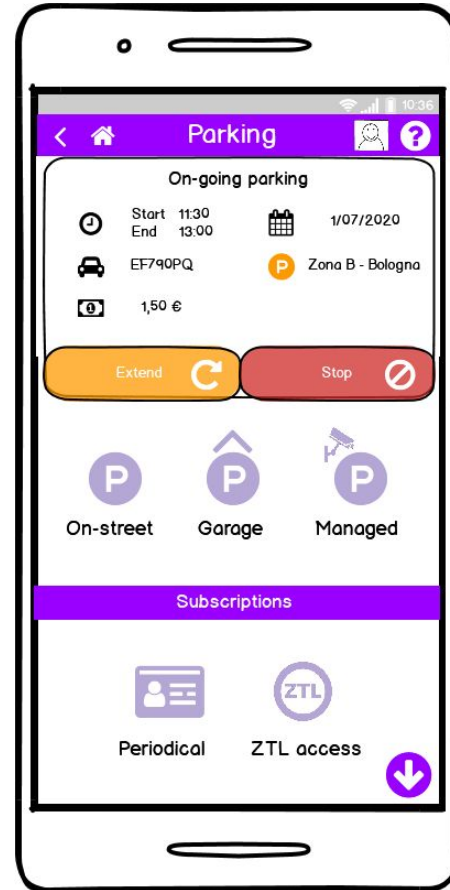 10:36
Parking
?
On-going parking
Start 11:30
End 13:00
1/07/2020
EF790PQ
P Zona B - Bologna
1 1,50 €
Extend
Stop
P
P
P
On-street
Garage
Managed
Subscriptions
ZTL
Periodical
ZTL access